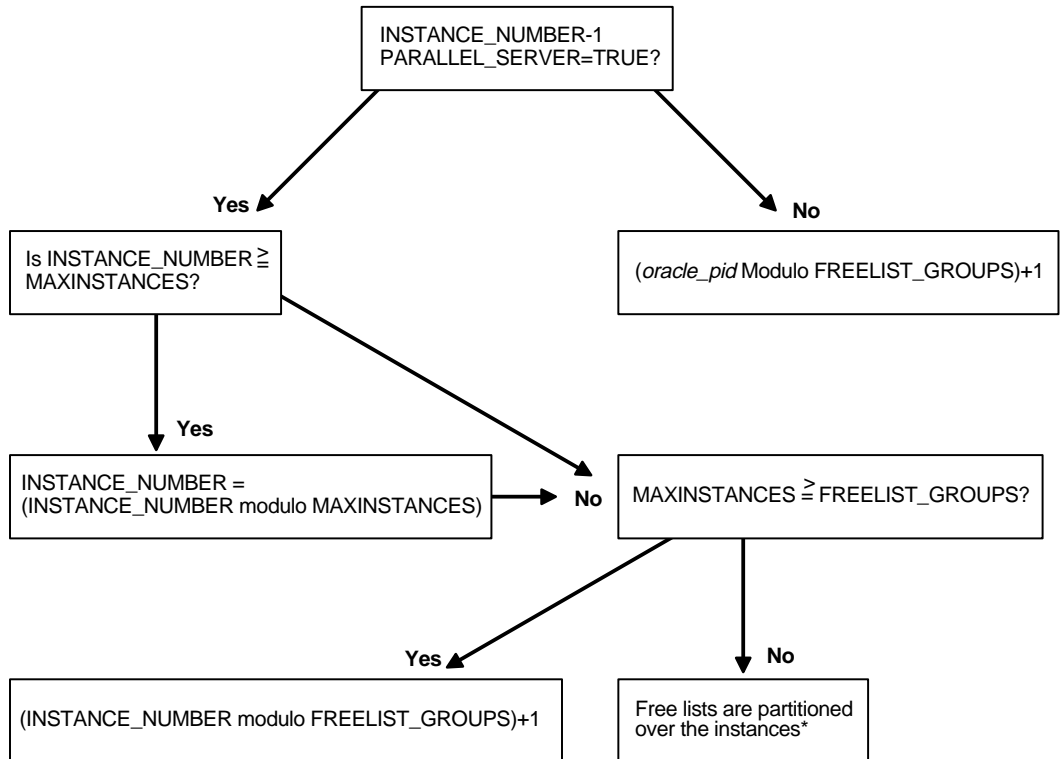 INSTANCE_NUMBER-1
PARALLEL_SERVER=TRUE?
Yes
No
Is INSTANCE_NUMBER ≧
MAXINSTANCES?
(oracle_pid Modulo FREELIST_GROUPS)+1
Yes
INSTANCE_NUMBER =
(INSTANCE_NUMBER modulo MAXINSTANCES)
No
MAXINSTANCES ≧ FREELIST_GROUPS?
Yes
No
(INSTANCE_NUMBER modulo FREELIST_GROUPS)+1
Free lists are partitioned
over the instances*